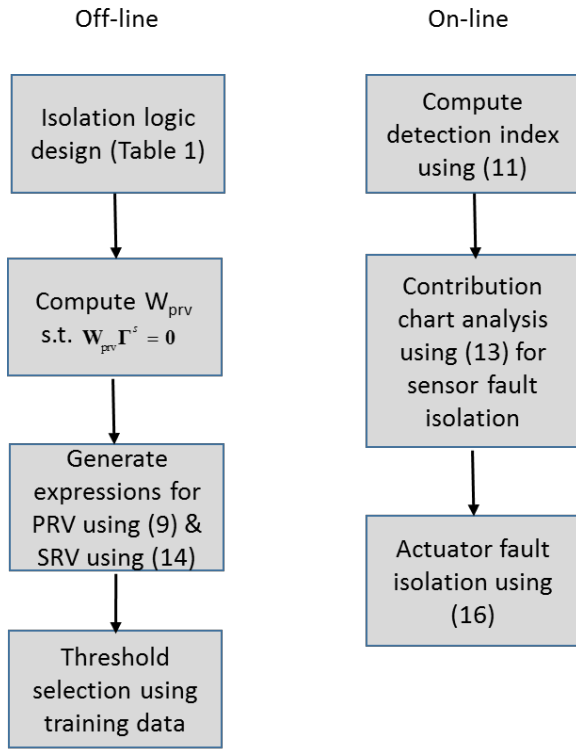 Off-line
Isolation logic
design (Table 1)
Compute W_prv
s.t. W_prv Γ^s = 0
Generate
expressions for
PRV using (9) &
SRV using (14)
Threshold
selection using
training data
On-line
Compute
detection index
using (11)
Contribution
chart analysis
using (13) for
sensor fault
isolation
Actuator fault
isolation using
(16)